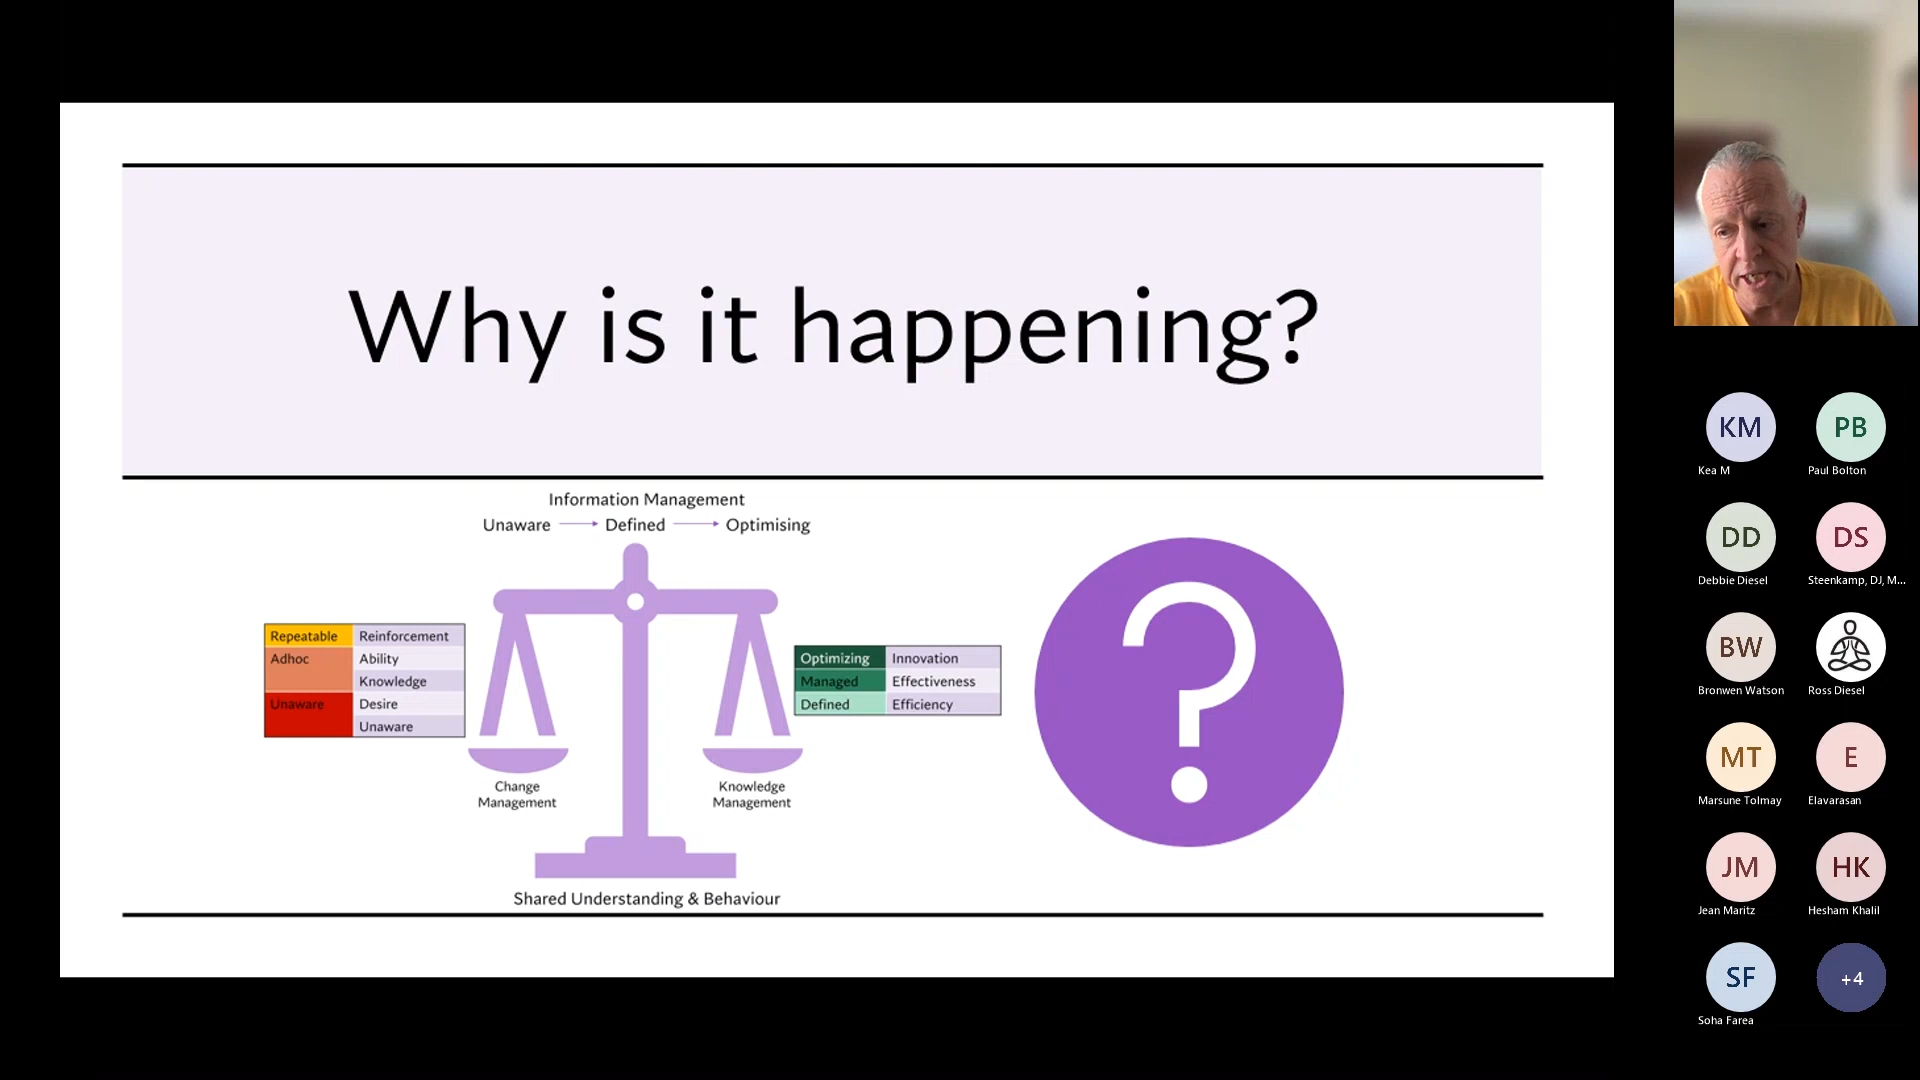 Why is it happening?
Information Management
Unaware → Defined → Optimising
Repeatable Reinforcement
Adhoc Ability
Knowledge
Unaware Desire
Unaware
Optimizing Innovation
Managed Effectiveness
Defined Efficiency
Change
Management
Knowledge
Management
Shared Understanding & Behaviour
?
KM PB
Kea M Paul Bolton
DD DS
Debbie Diesel Steenkamp, DJ, M...
BW
Bronwen Watson Ross Diesel
MT E
Marsune Tolmay Elavarasan
JM HK
Jean Maritz Hesham Khalil
SF +4
Soha Farea